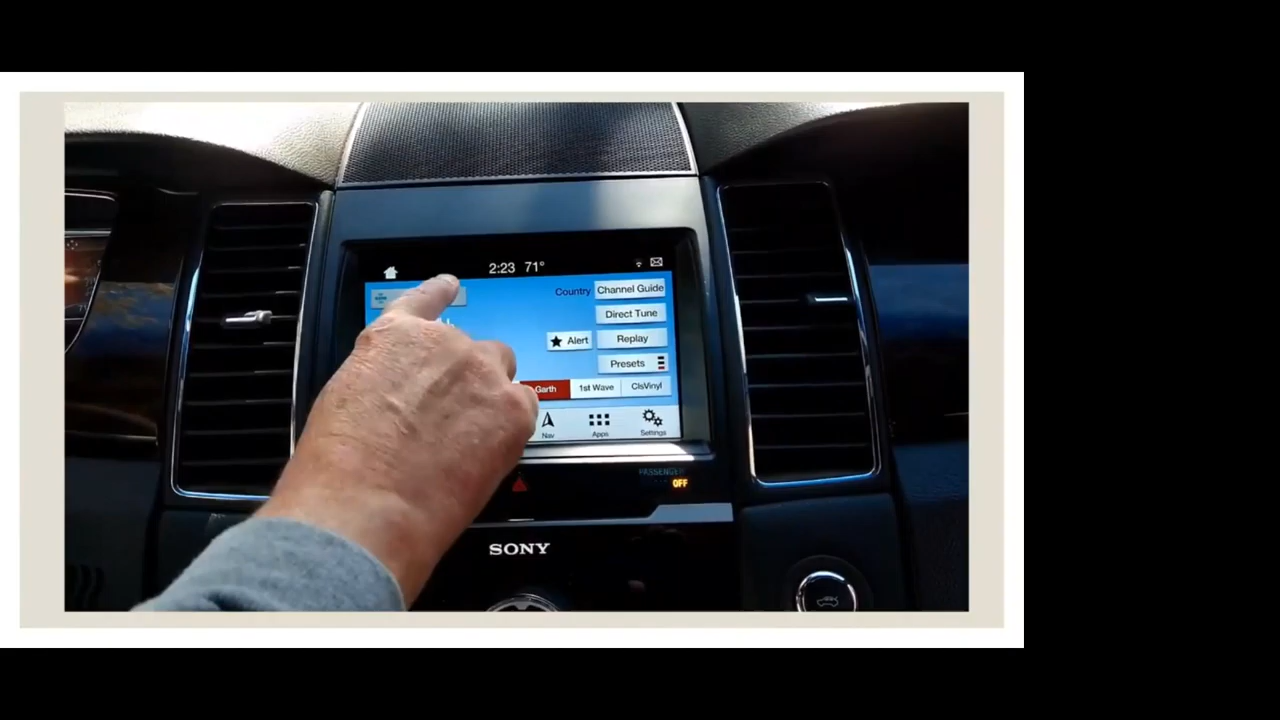 2:23 71°
Country Channel Guide
Direct Tune
Alert Replay
Presets
Garth 1st Wave ClsVinyl
Nav Apps Settings
PASSENGER
OFF
SONY